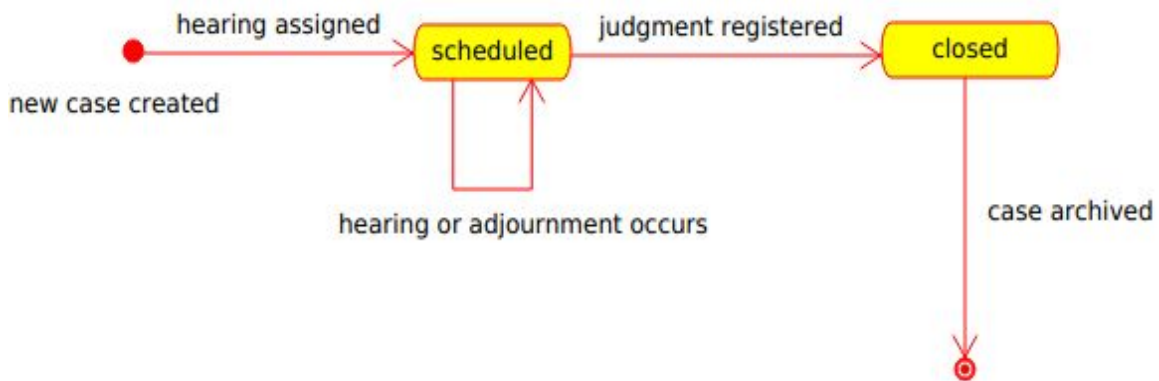 hearing assigned
scheduled
judgment registered
closed
new case created
hearing or adjournment occurs
case archived